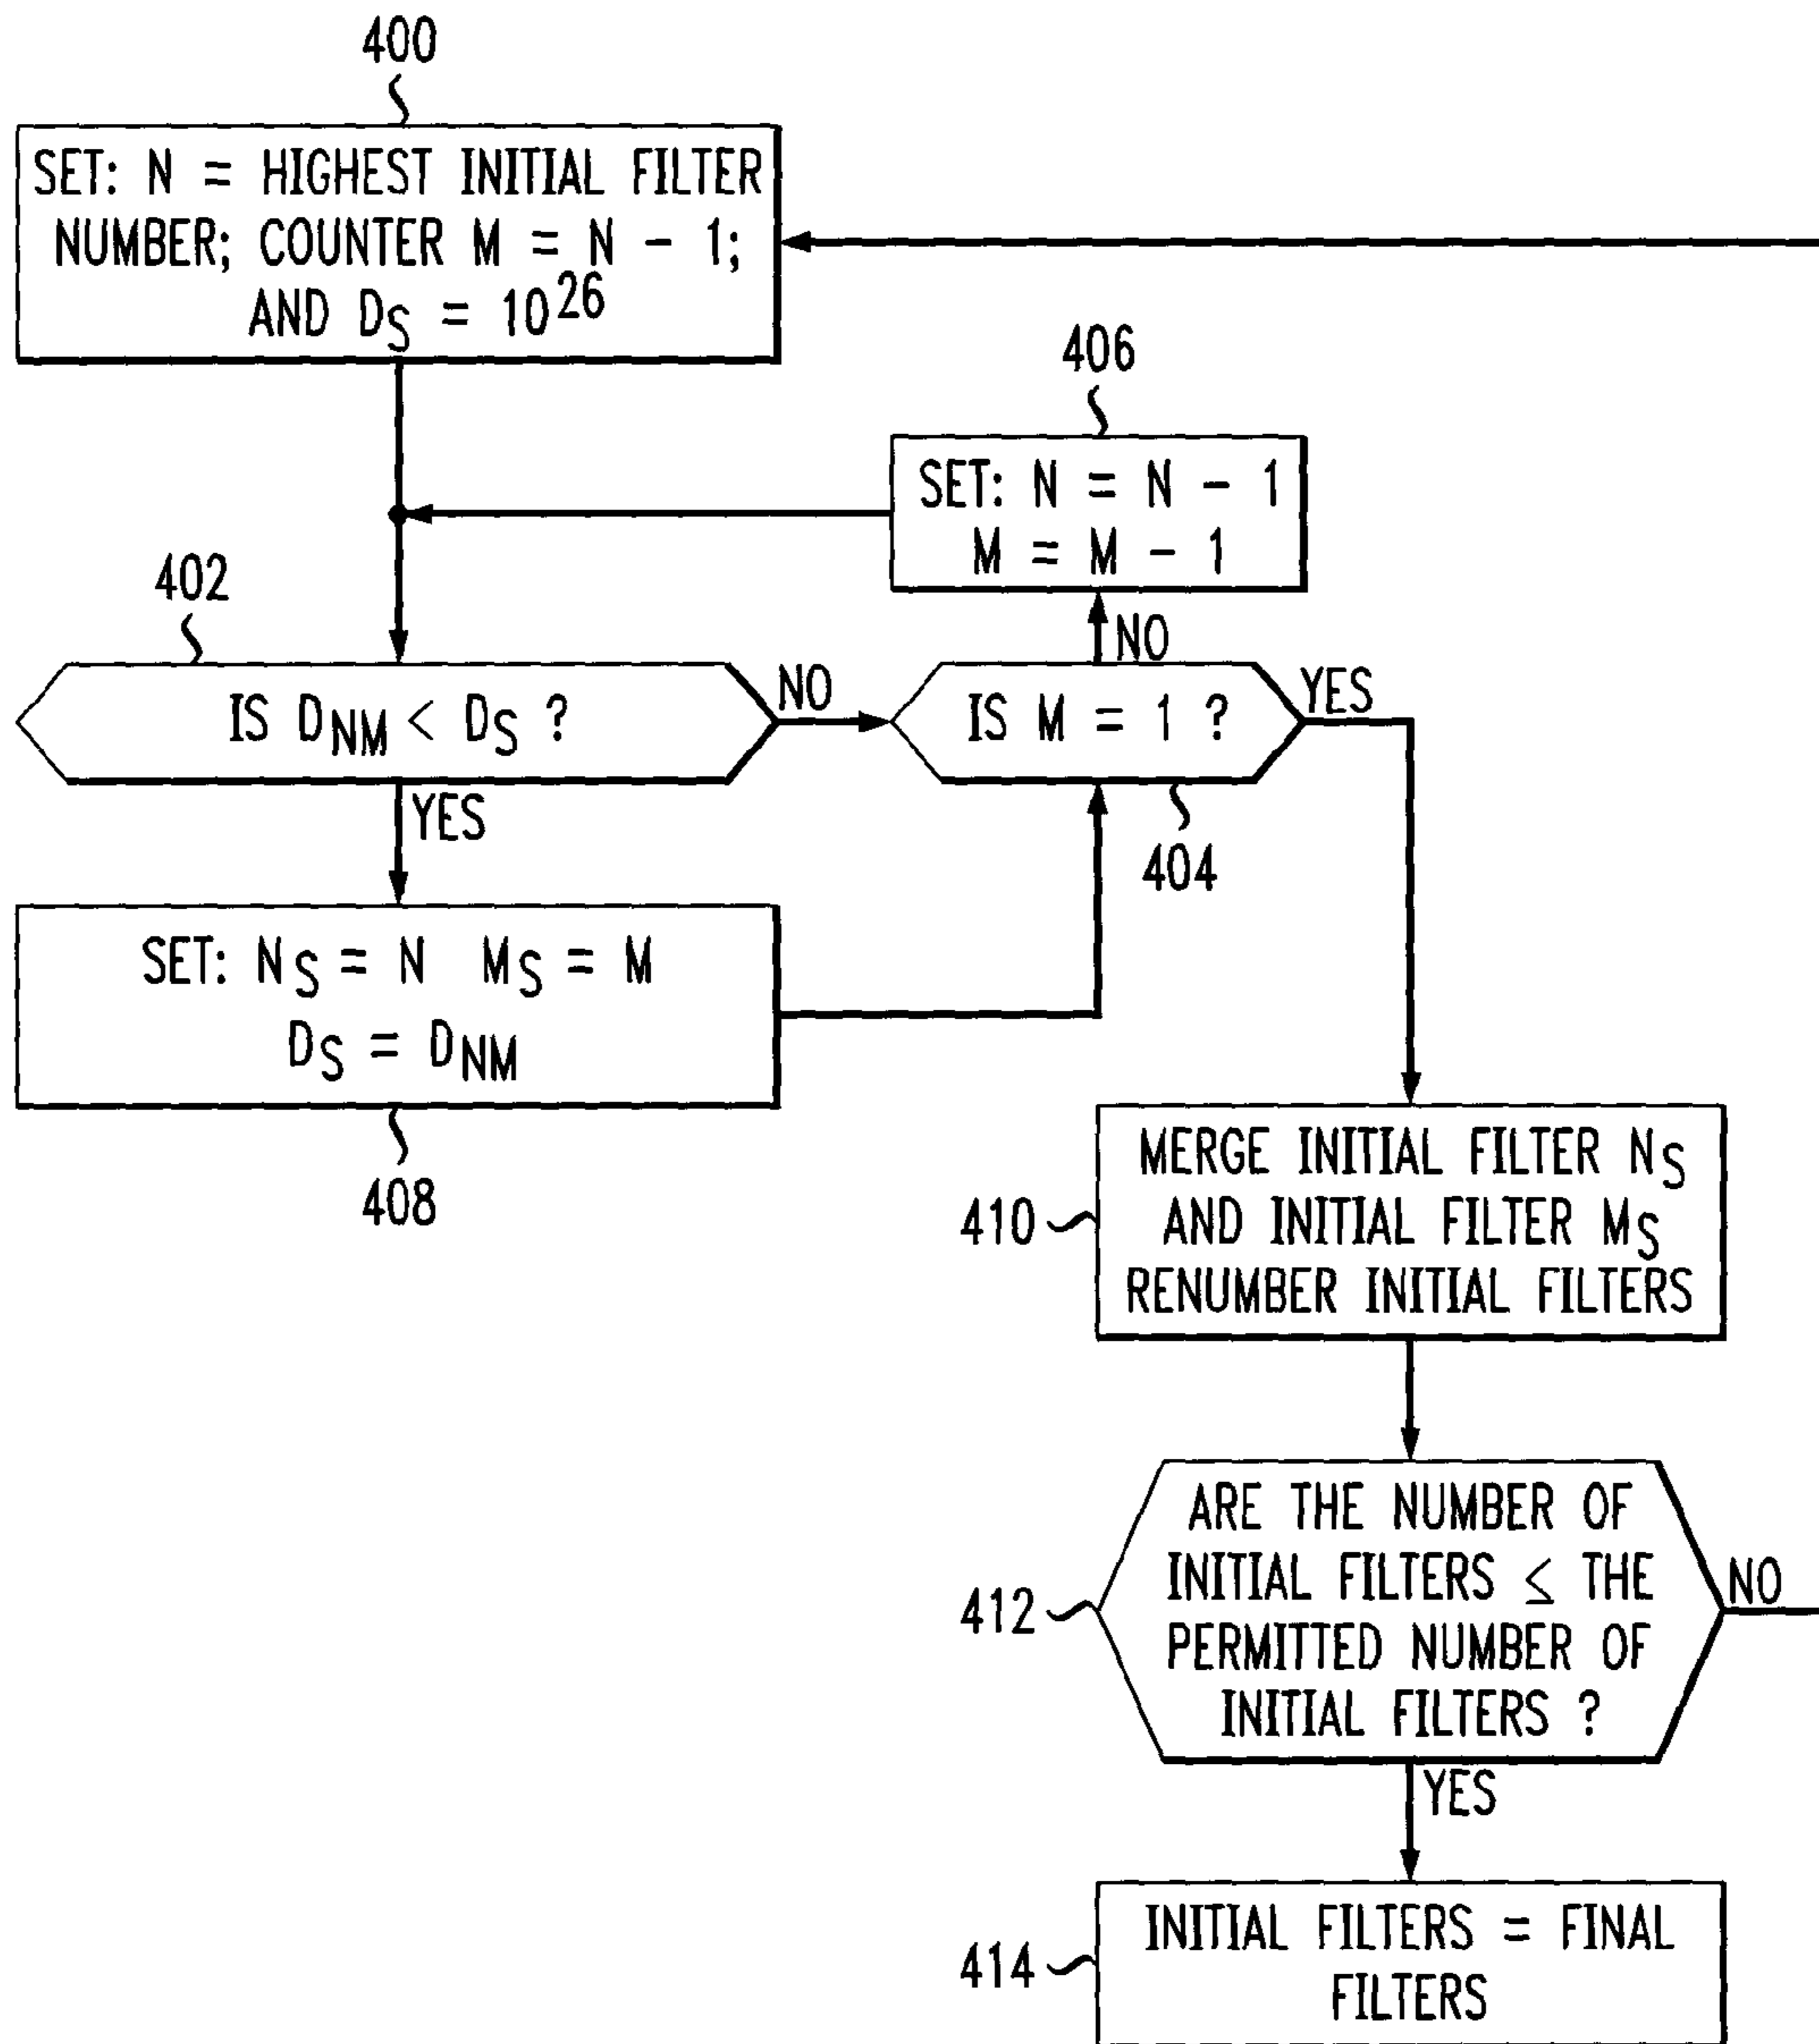 400
SET: N = HIGHEST INITIAL FILTER
NUMBER; COUNTER M = N - 1;
AND DS = 10^26
406
SET: N = N - 1
M = M - 1
402
NO
IS DNM < DS ?
NO
IS M = 1 ?
YES
YES
404
SET: NS = N MS = M
DS = DNM
408
MERGE INITIAL FILTER NS
AND INITIAL FILTER MS
RENUMBER INITIAL FILTERS
410
ARE THE NUMBER OF
INITIAL FILTERS ≤ THE
PERMITTED NUMBER OF
INITIAL FILTERS ?
412
NO
YES
INITIAL FILTERS = FINAL
FILTERS
414